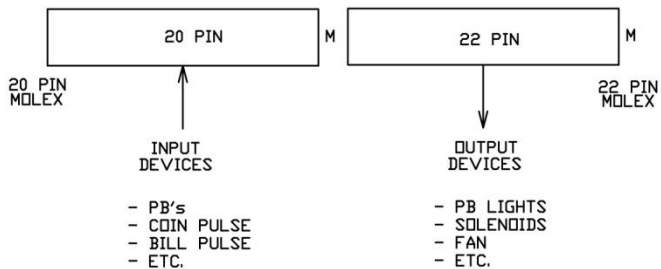 20 PIN M 22 PIN M
20 PIN
MOLEX
22 PIN
MOLEX
INPUT
DEVICES
- PB's
- COIN PULSE
- BILL PULSE
- ETC.
OUTPUT
DEVICES
- PB LIGHTS
- SOLENOIDS
- FAN
- ETC.